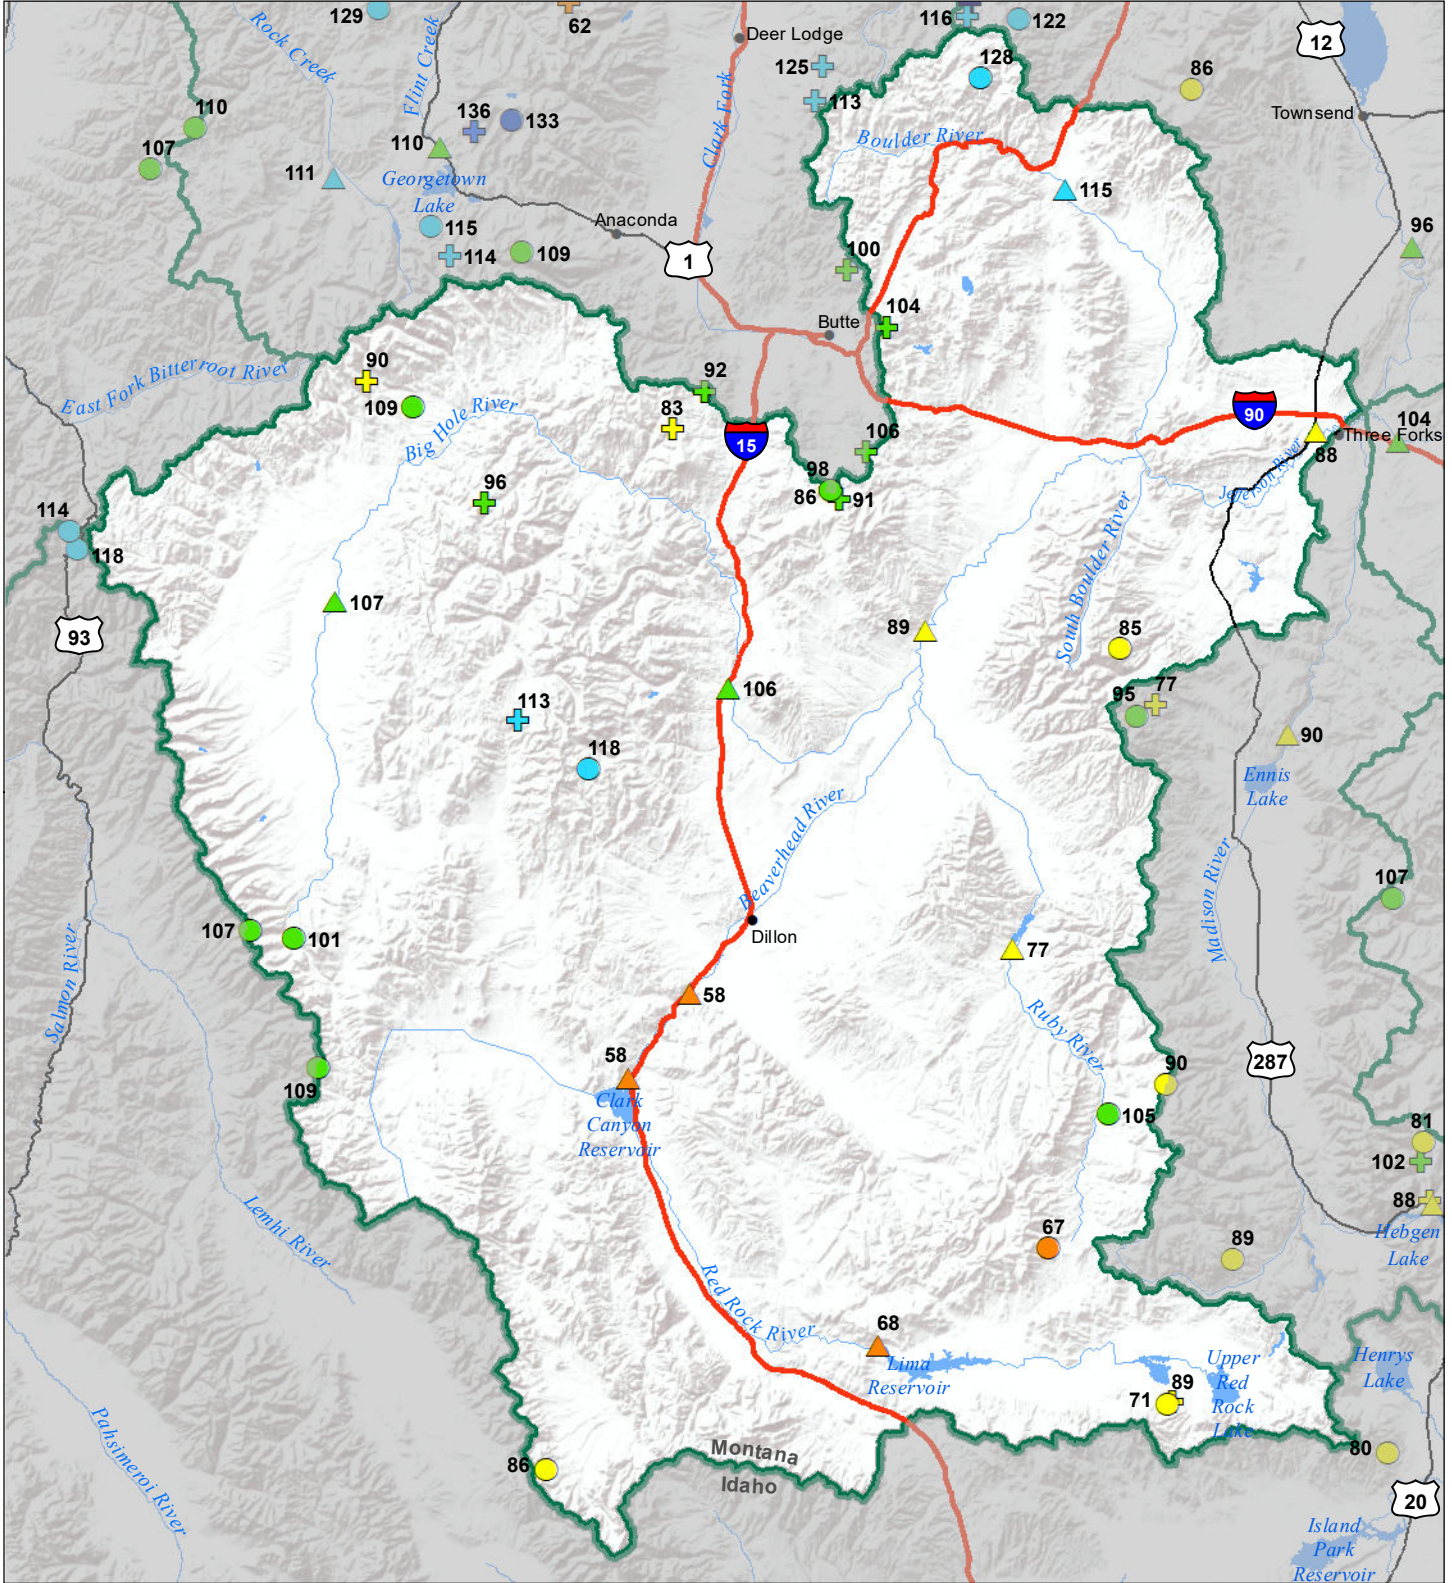 129
62
Rock Creek
Flint Creek
Deer Lodge
116
122
12
125
128
86
113
Townsend
110
136
133
Clark Fork
Boulder River
107
110
111
Georgetown
Lake
115
Anaconda
96
115
114
109
1
100
104
Butte
East Fork Bitterroot River
90
92
109
83
Big Hole River
90
104
Three Forks
15
106
88
98
86
91
Jefferson River
96
114
118
South Boulder River
107
93
89
85
106
95
77
113
90
118
Ennis
Lake
Beaverhead River
Madison River
107
107
101
Dillon
77
Salmon River
58
Ruby River
58
287
90
109
Clark
Canyon
Reservoir
105
81
102
88
Lemhi River
67
89
Hebgen
Lake
Red Rock River
68
Lima
Reservoir
Upper
Red
Rock
Lake
Henrys
Lake
89
71
Pahsimeroi River
Montana
Idaho
86
80
20
Island
Park
Reservoir